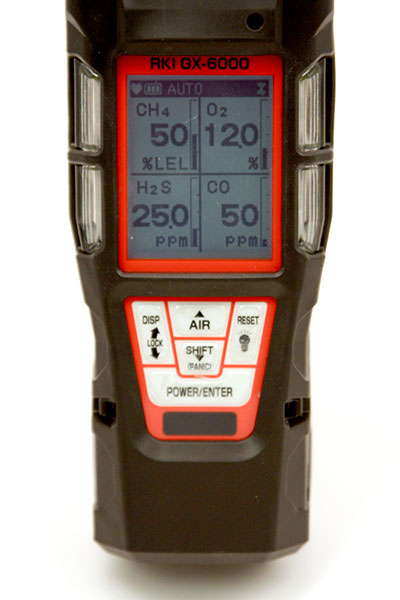 RKI GX-6000
AUTO
CH4 O2
50 12.0
%LEL %
H2S CO
25.0 50
ppm ppm
DISP
LOCK
AIR
RESET
SHIFT
(PANIC)
POWER/ENTER